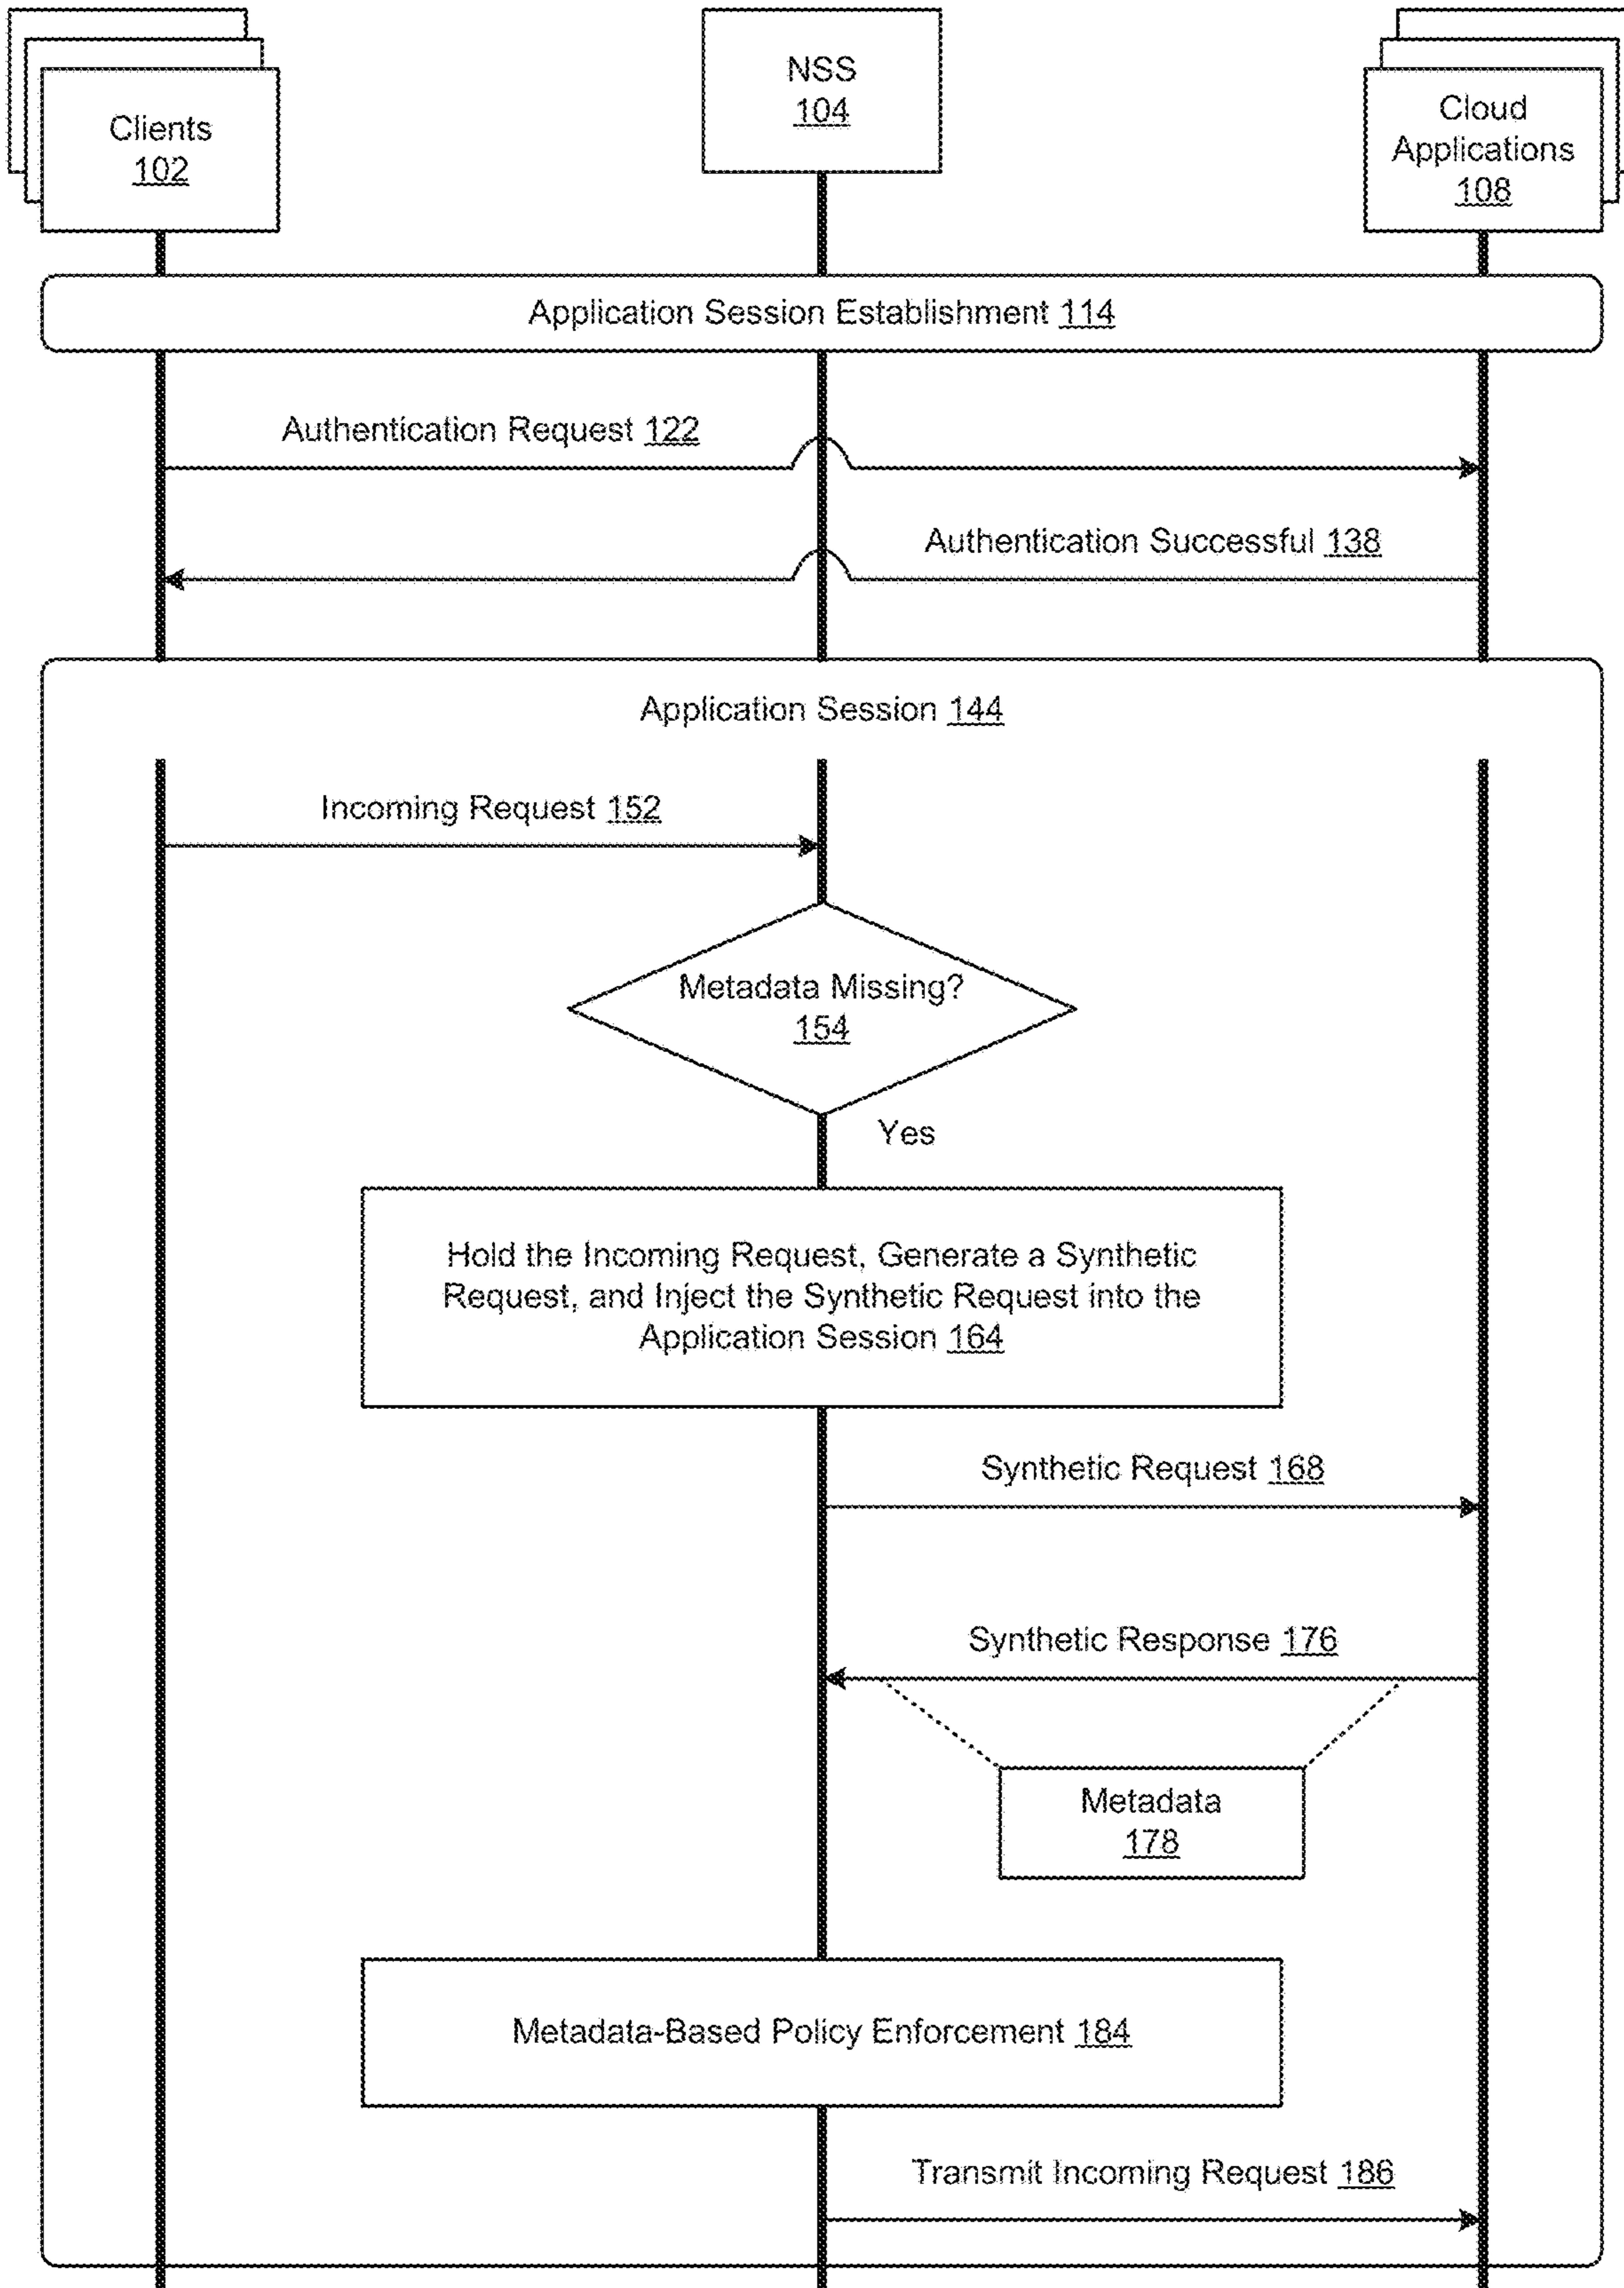 Clients
102
NSS
104
Cloud
Applications
108
Application Session Establishment 114
Authentication Request 122
Authentication Successful 138
Application Session 144
Incoming Request 152
Metadata Missing?
154
Yes
Hold the Incoming Request, Generate a Synthetic
Request, and Inject the Synthetic Request into the
Application Session 164
Synthetic Request 168
Synthetic Response 176
Metadata
178
Metadata-Based Policy Enforcement 184
Transmit Incoming Request 186